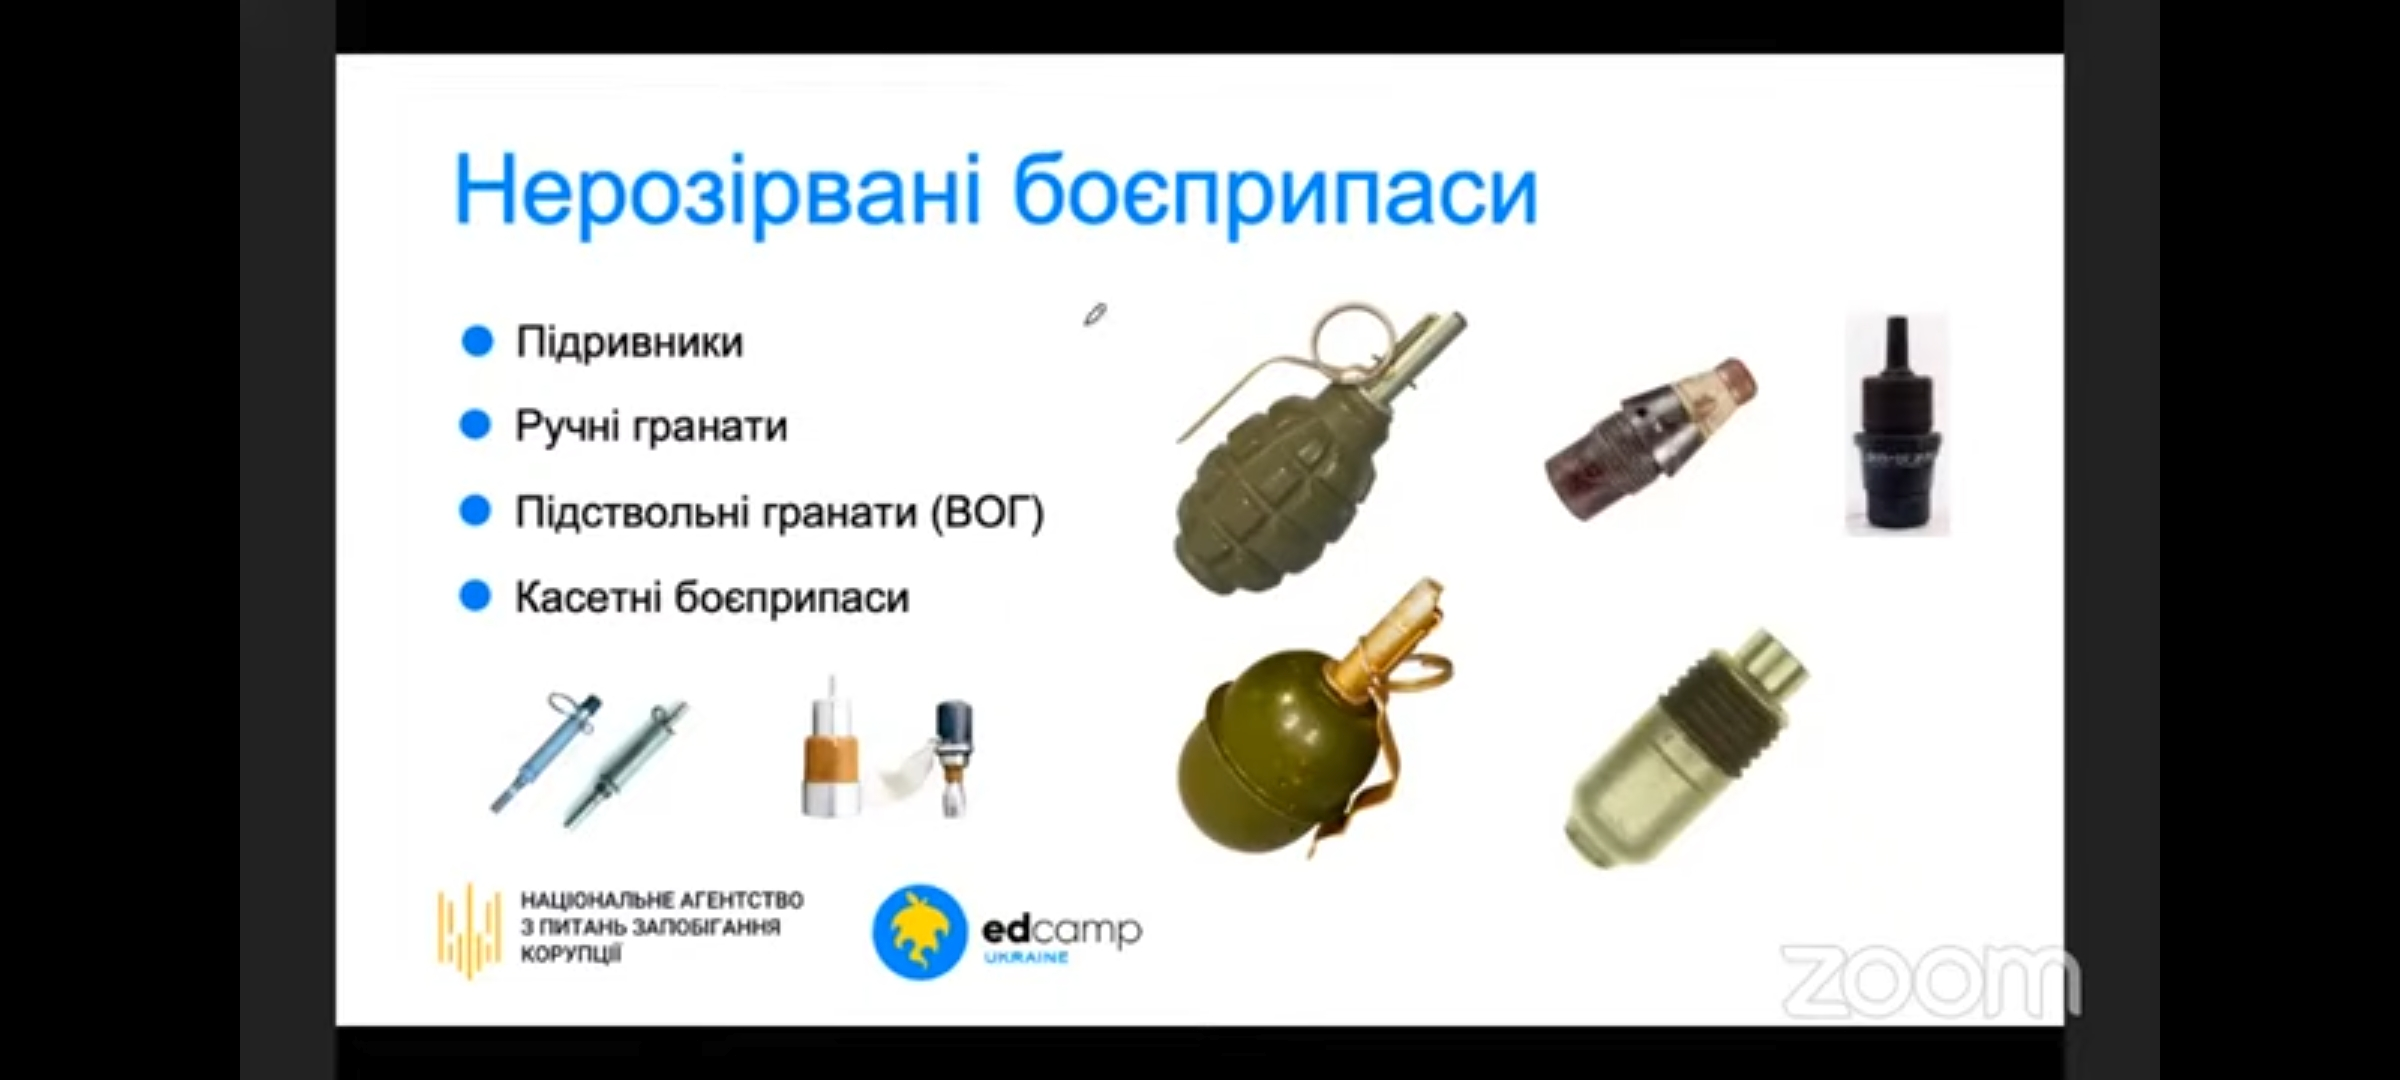 Нерозірвані боєприпаси
Підривники
Ручні гранати
Підствольні гранати (ВОГ)
Касетні боєприпаси
НАЦІОНАЛЬНЕ АГЕНТСТВО
З ПИТАНЬ ЗАПОБІГАННЯ
КОРУПЦІЇ
edcamp
UKRAINE
zoom